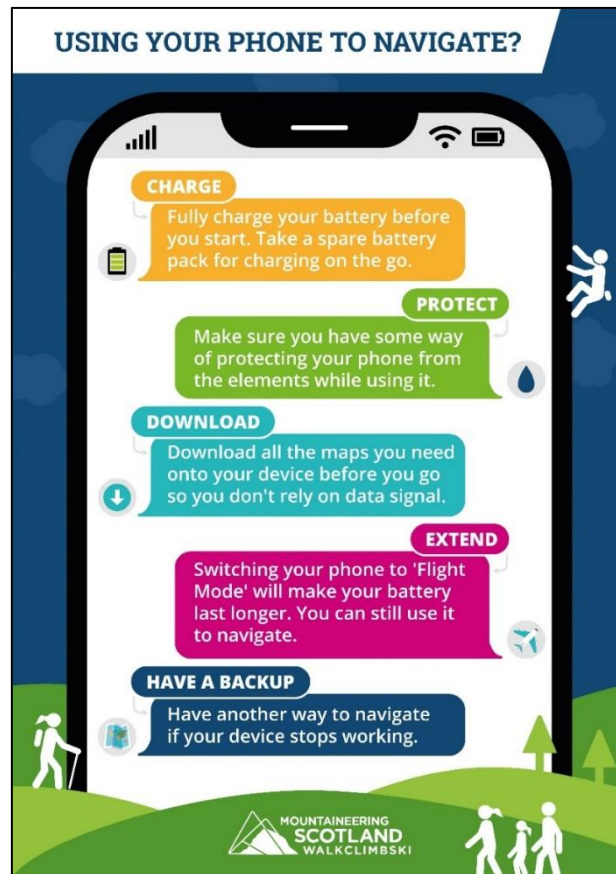 USING YOUR PHONE TO NAVIGATE?
CHARGE
Fully charge your battery before
you start. Take a spare battery
pack for charging on the go.
PROTECT
Make sure you have some way
of protecting your phone from
the elements while using it.
DOWNLOAD
Download all the maps you need
onto your device before you go
so you don't rely on data signal.
EXTEND
Switching your phone to 'Flight
Mode' will make your battery
last longer. You can still use it
to navigate.
HAVE A BACKUP
Have another way to navigate
if your device stops working.
MOUNTAINEERING
SCOTLAND
WALKCLIMBSKI